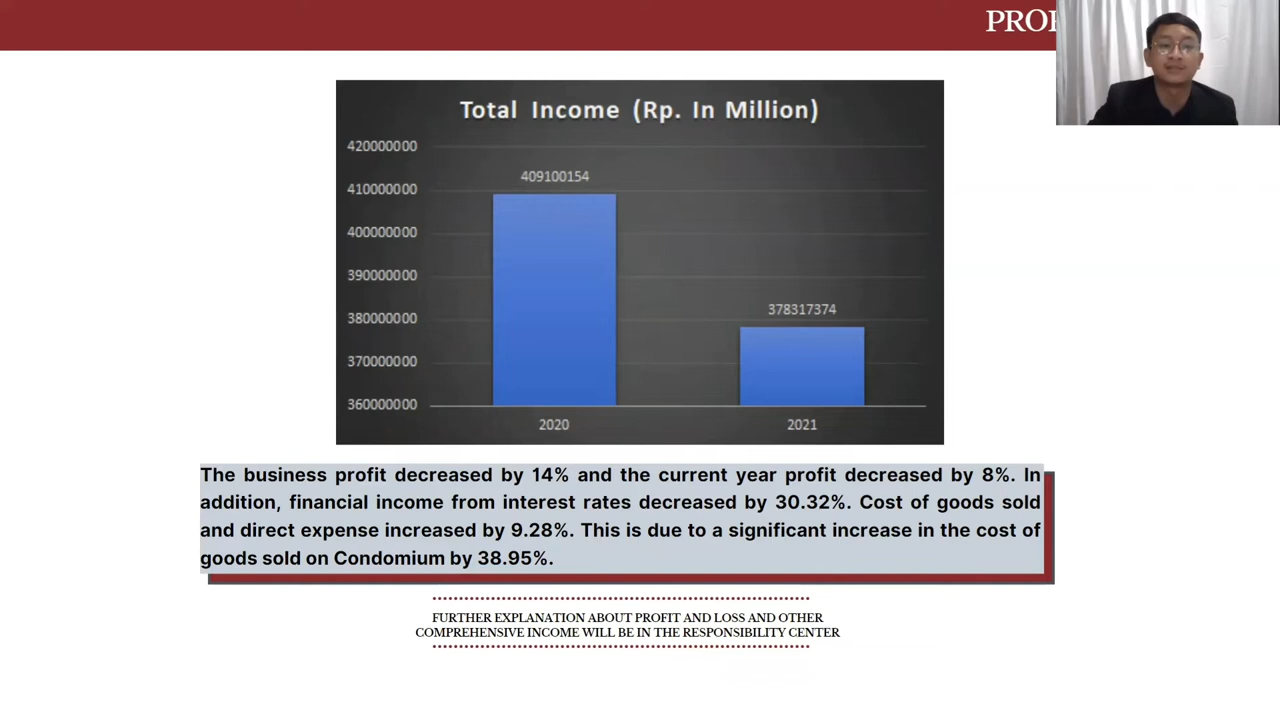 PROF
Total Income (Rp. In Million)
420000000
410000000
400000000
390000000
380000000
370000000
360000000
409100154
378317374
2020
2021
The business profit decreased by 14% and the current year profit decreased by 8%. In
addition, financial income from interest rates decreased by 30.32%. Cost of goods sold
and direct expense increased by 9.28%. This is due to a significant increase in the cost of
goods sold on Condomium by 38.95%.
FURTHER EXPLANATION ABOUT PROFIT AND LOSS AND OTHER
COMPREHENSIVE INCOME WILL BE IN THE RESPONSIBILITY CENTER